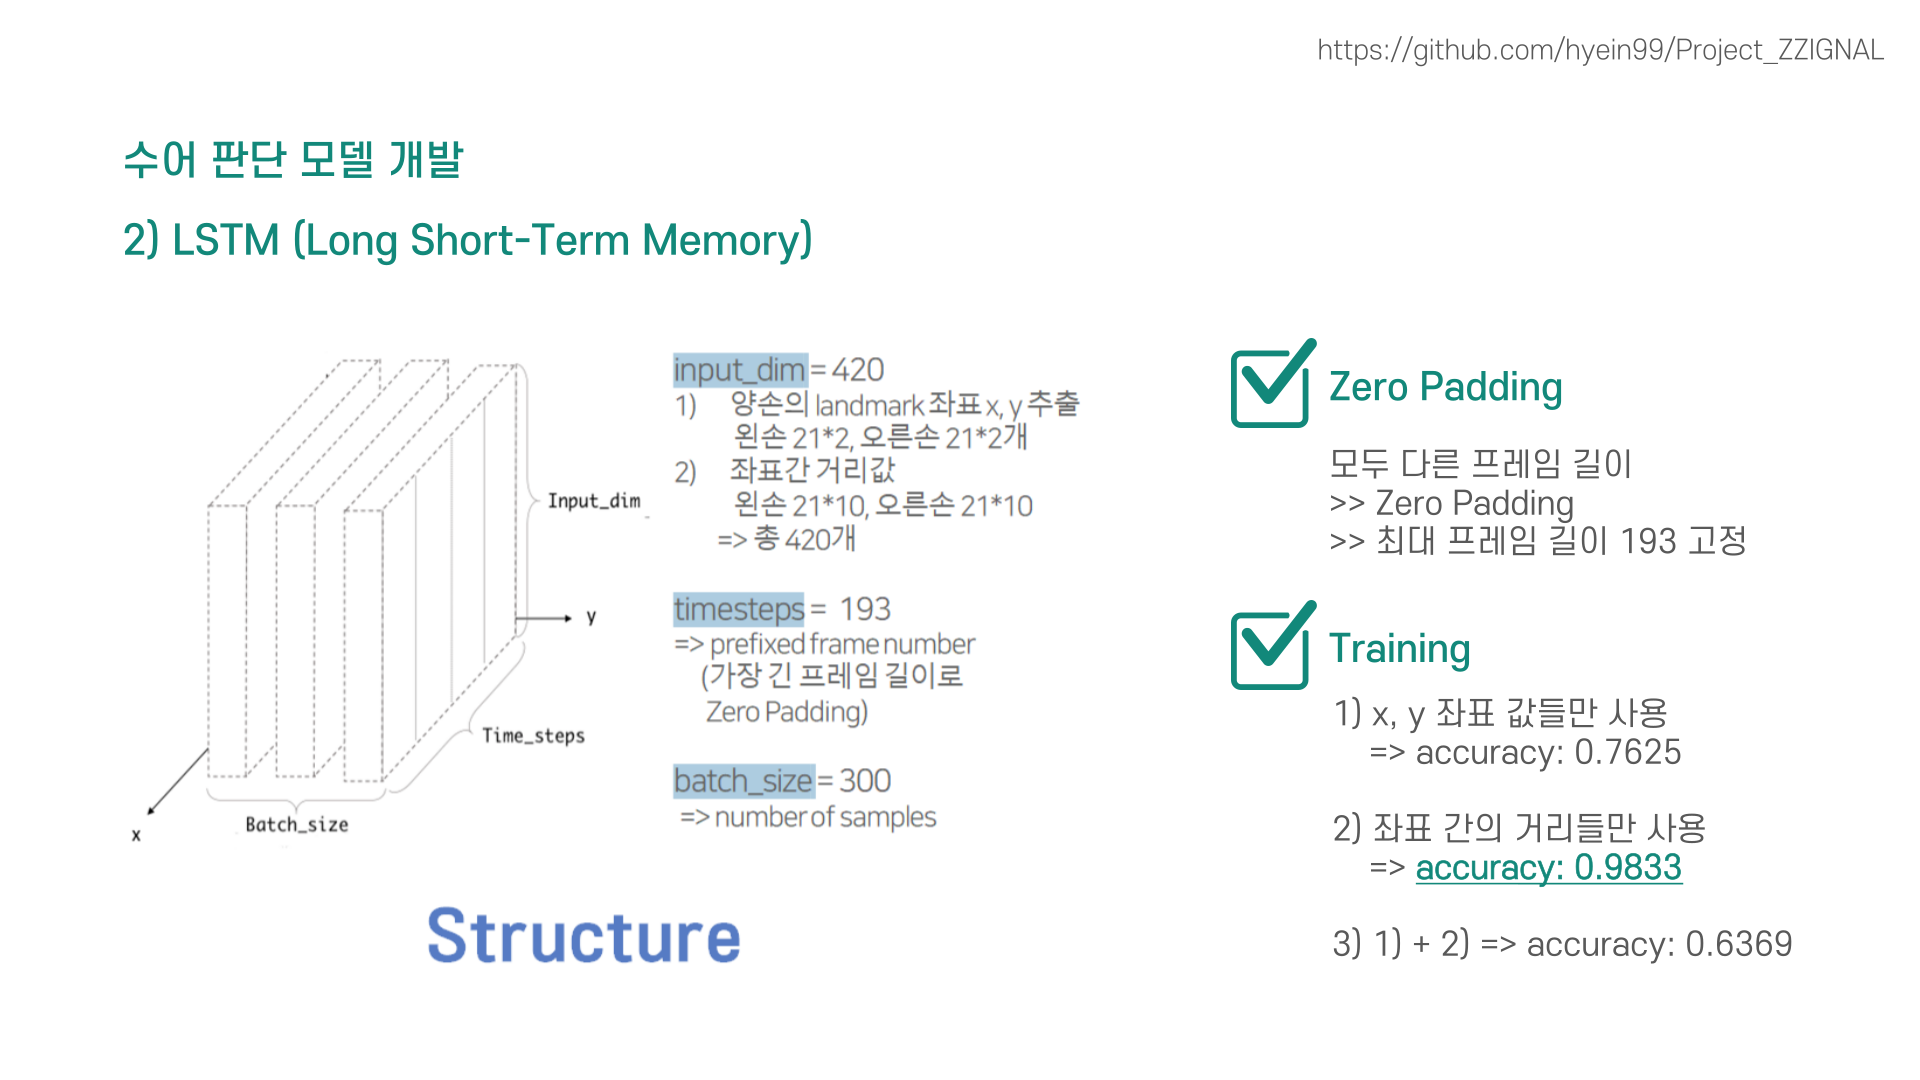 https://github.com/hyein99/Project_ZZIGNAL
수어 판단 모델 개발
2) LSTM (Long Short-Term Memory)
Input_dim
y
Time_steps
Batch_size
x
Structure
input_dim = 420
1) 양손의 landmark 좌표 x, y 추출
왼손 21*2, 오른손 21*2개
2) 좌표간 거리값
왼손 21*10, 오른손 21*10
=> 총 420개
timesteps = 193
=> prefixed frame number
(가장 긴 프레임 길이로
Zero Padding)
batch_size = 300
=> number of samples
Zero Padding
모두 다른 프레임 길이
>> Zero Padding
>> 최대 프레임 길이 193 고정
Training
1) x, y 좌표 값들만 사용
=> accuracy: 0.7625
2) 좌표 간의 거리들만 사용
=> accuracy: 0.9833
3) 1) + 2) => accuracy: 0.6369